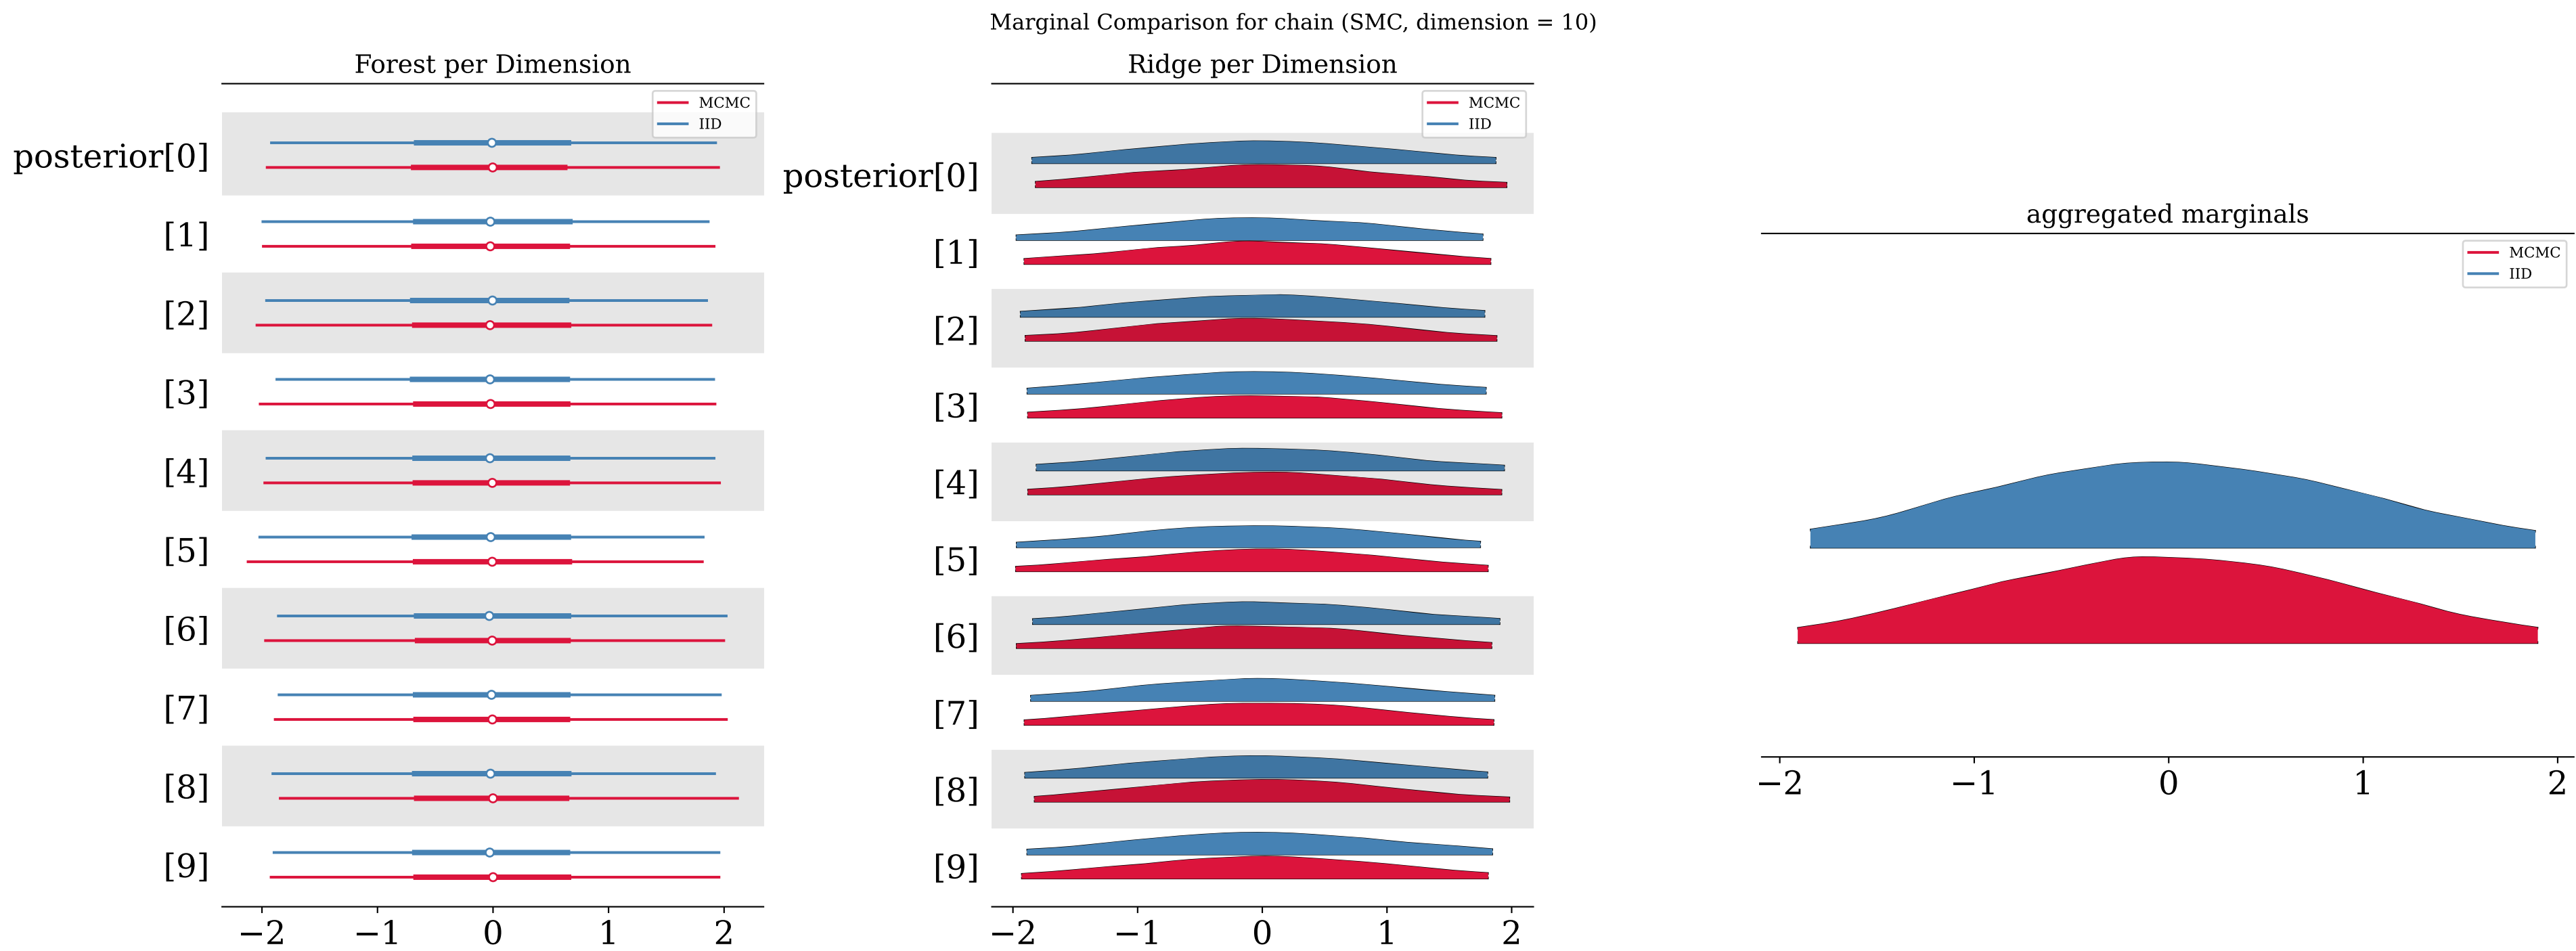 Marginal Comparison for chain (SMC, dimension = 10)
Forest per Dimension
MCMC
IID
posterior[0]
[1]
[2]
[3]
[4]
[5]
[6]
[7]
[8]
[9]
−2 −1 0 1 2
Ridge per Dimension
MCMC
IID
posterior[0]
[1]
[2]
[3]
[4]
[5]
[6]
[7]
[8]
[9]
−2 −1 0 1 2
aggregated marginals
MCMC
IID
−2 −1 0 1 2